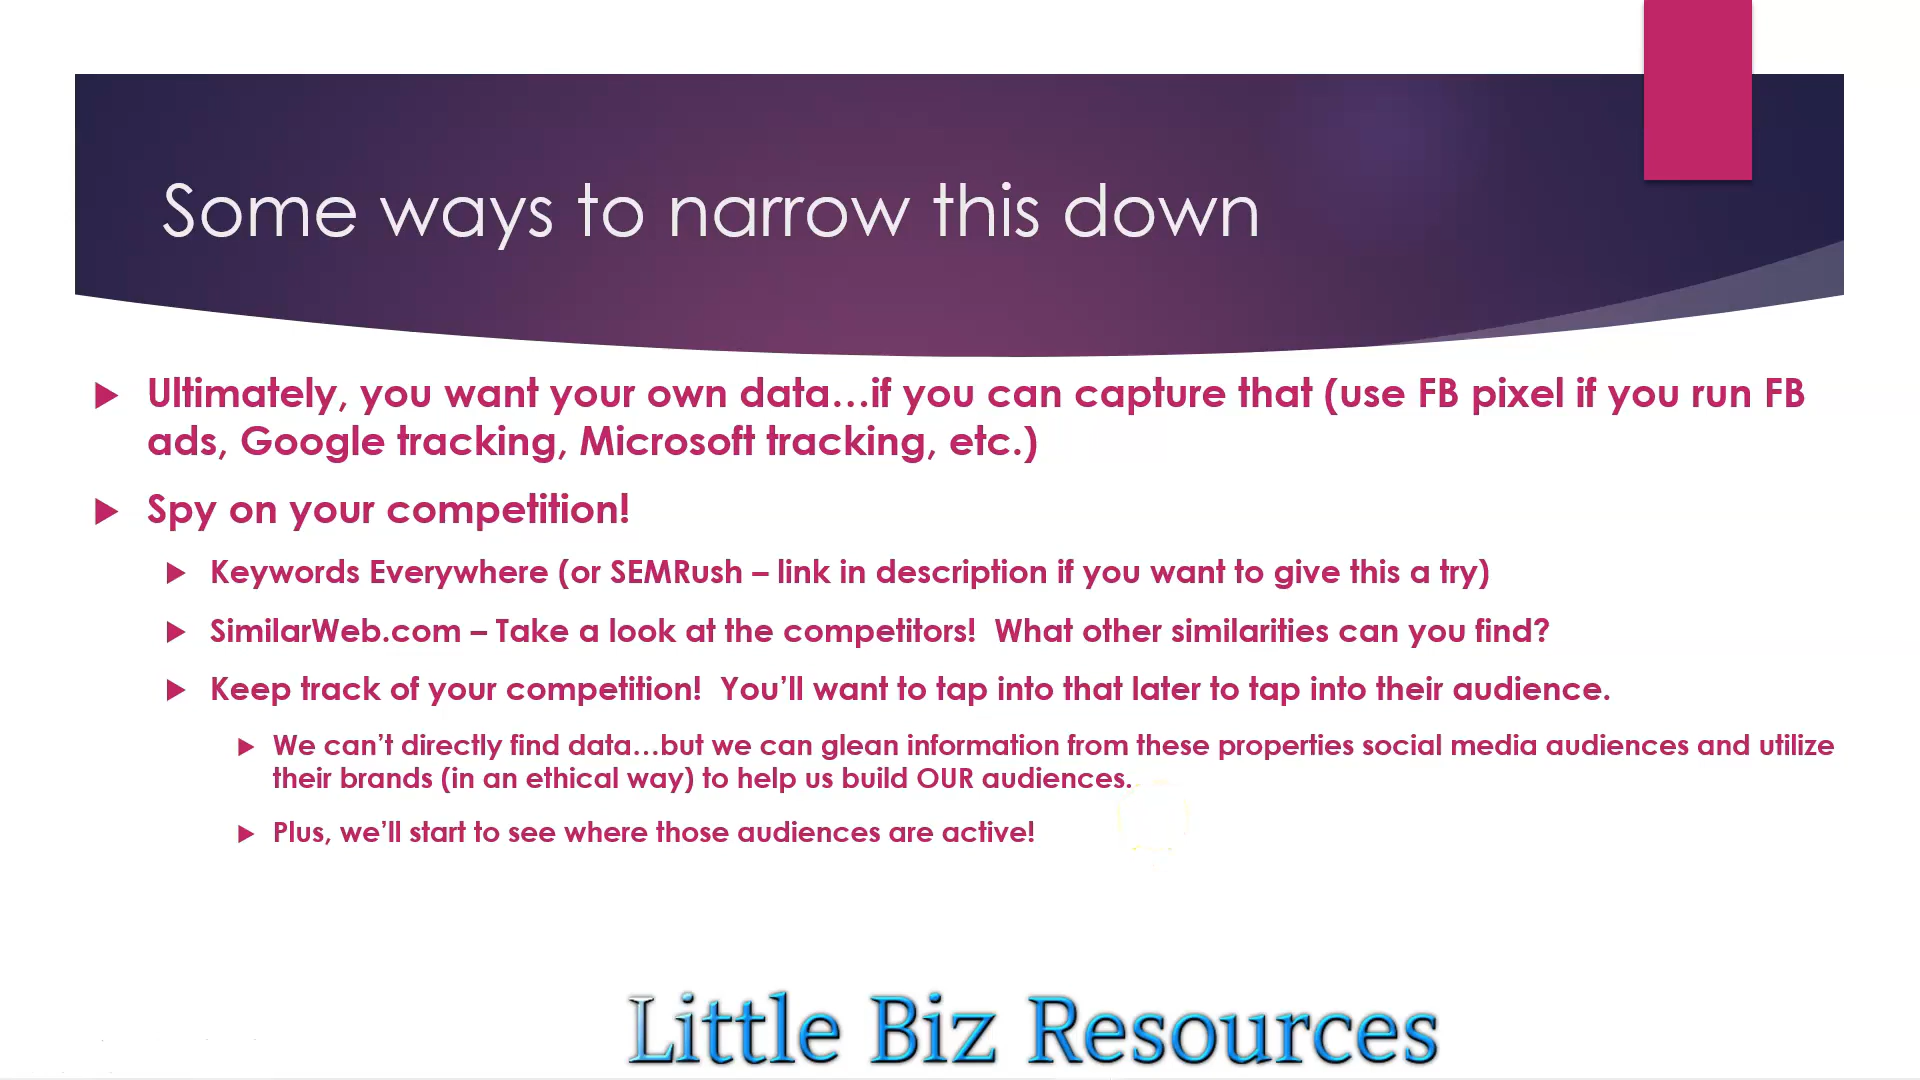 Some ways to narrow this down
Ultimately, you want your own data...if you can capture that (use FB pixel if you run FB
ads, Google tracking, Microsoft tracking, etc.)
Spy on your competition!
Keywords Everywhere (or SEMRush – link in description if you want to give this a try)
SimilarWeb.com – Take a look at the competitors!  What other similarities can you find?
Keep track of your competition!  You’ll want to tap into that later to tap into their audience.
We can’t directly find data...but we can glean information from these properties social media audiences and utilize
their brands (in an ethical way) to help us build OUR audiences.
Plus, we’ll start to see where those audiences are active!
Little Biz Resources